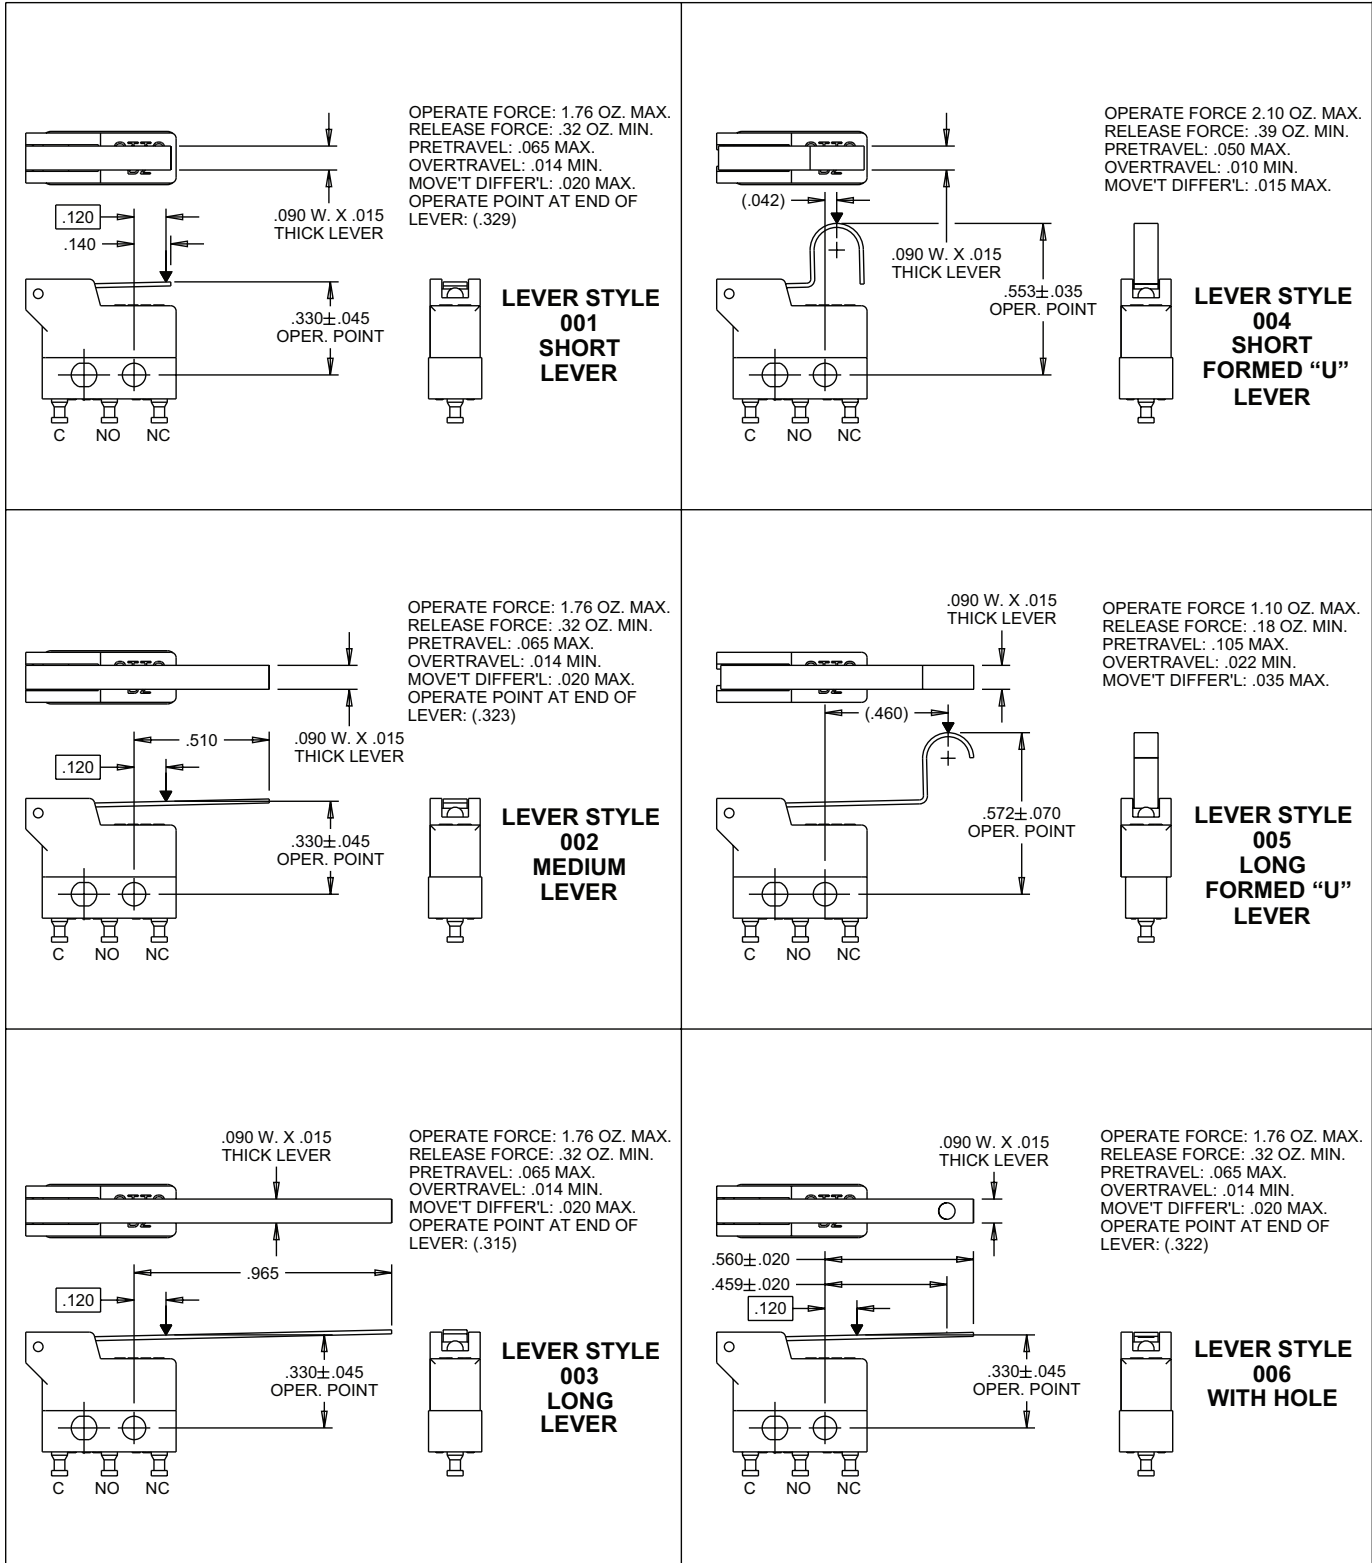 OPERATE FORCE: 1.76 OZ. MAX.
RELEASE FORCE: .32 OZ. MIN.
PRETRAVEL: .065 MAX.
OVERTRAVEL: .014 MIN.
MOVE'T DIFFER'L: .020 MAX.
OPERATE POINT AT END OF
LEVER: (.329)
.090 W. X .015
THICK LEVER
.120
.140
.330±.045
OPER. POINT
C NO NC
LEVER STYLE
001
SHORT
LEVER
OPERATE FORCE 2.10 OZ. MAX.
RELEASE FORCE: .39 OZ. MIN.
PRETRAVEL: .050 MAX.
OVERTRAVEL: .010 MIN.
MOVE'T DIFFER'L: .015 MAX.
(.042)
.090 W. X .015
THICK LEVER
.553±.035
OPER. POINT
C NO NC
LEVER STYLE
004
SHORT
FORMED “U”
LEVER
OPERATE FORCE: 1.76 OZ. MAX.
RELEASE FORCE: .32 OZ. MIN.
PRETRAVEL: .065 MAX.
OVERTRAVEL: .014 MIN.
MOVE'T DIFFER'L: .020 MAX.
OPERATE POINT AT END OF
LEVER: (.323)
.510
.090 W. X .015
THICK LEVER
.120
.330±.045
OPER. POINT
C NO NC
LEVER STYLE
002
MEDIUM
LEVER
.090 W. X .015
THICK LEVER
OPERATE FORCE 1.10 OZ. MAX.
RELEASE FORCE: .18 OZ. MIN.
PRETRAVEL: .105 MAX.
OVERTRAVEL: .022 MIN.
MOVE'T DIFFER'L: .035 MAX.
(.460)
.572±.070
OPER. POINT
C NO NC
LEVER STYLE
005
LONG
FORMED “U”
LEVER
.090 W. X .015
THICK LEVER
OPERATE FORCE: 1.76 OZ. MAX.
RELEASE FORCE: .32 OZ. MIN.
PRETRAVEL: .065 MAX.
OVERTRAVEL: .014 MIN.
MOVE'T DIFFER'L: .020 MAX.
OPERATE POINT AT END OF
LEVER: (.315)
.965
.120
.330±.045
OPER. POINT
C NO NC
LEVER STYLE
003
LONG
LEVER
.090 W. X .015
THICK LEVER
OPERATE FORCE: 1.76 OZ. MAX.
RELEASE FORCE: .32 OZ. MIN.
PRETRAVEL: .065 MAX.
OVERTRAVEL: .014 MIN.
MOVE'T DIFFER'L: .020 MAX.
OPERATE POINT AT END OF
LEVER: (.322)
.560±.020
.459±.020
.120
.330±.045
OPER. POINT
C NO NC
LEVER STYLE
006
WITH HOLE